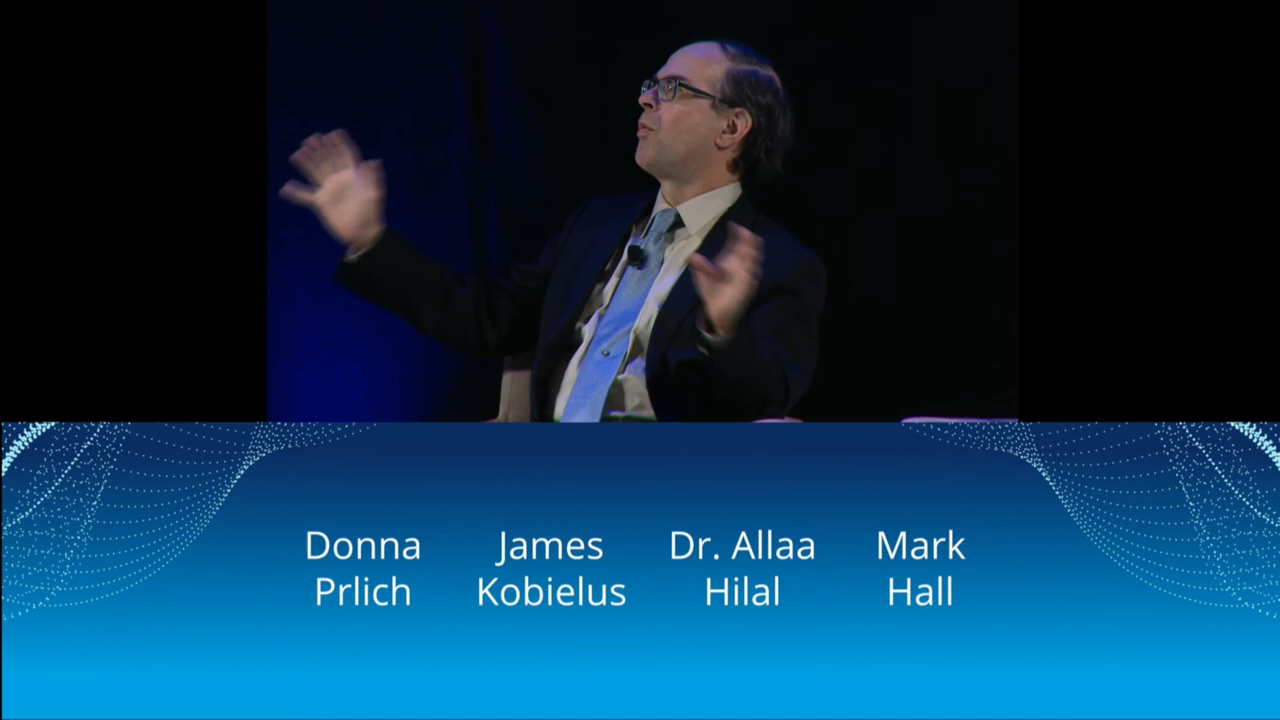 Donna
Prlich
James
Kobielus
Dr. Allaa
Hilal
Mark
Hall